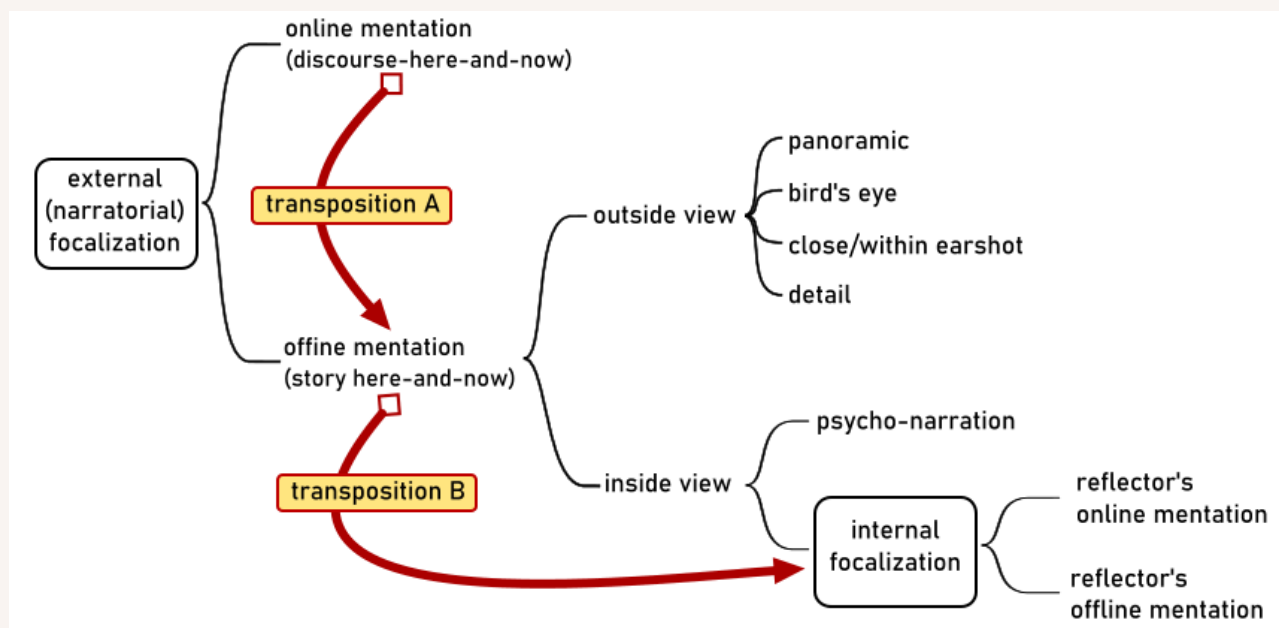 online mentation
(discourse-here-and-now)
external
(narratorial)
focalization
transposition A
offine mentation
(story here-and-now)
outside view
panoramic
bird's eye
close/within earshot
detail
transposition B
inside view
psycho-narration
internal
focalization
reflector's
online mentation
reflector's
offline mentation